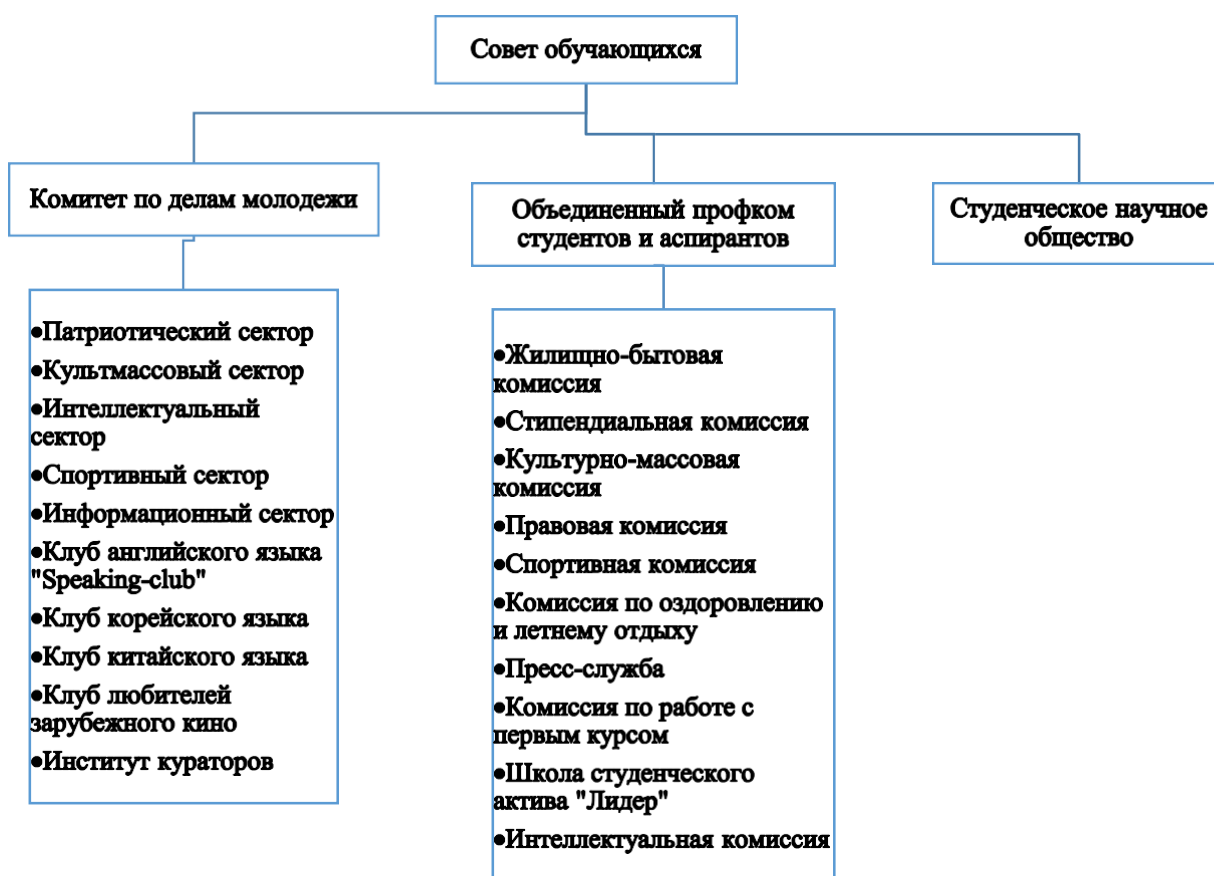 Совет обучающихся
Комитет по делам молодежи
Объединенный профком
студентов и аспирантов
Студенческое научное
общество
•Патриотический сектор
•Культмассовый сектор
•Интеллектуальный
сектор
•Спортивный сектор
•Информационный сектор
•Клуб английского языка
"Speaking-club"
•Клуб корейского языка
•Клуб китайского языка
•Клуб любителей
зарубежного кино
•Институт кураторов
•Жилищно-бытовая
комиссия
•Стипендиальная комиссия
•Культурно-массовая
комиссия
•Правовая комиссия
•Спортивная комиссия
•Комиссия по оздоровлению
и летнему отдыху
•Пресс-служба
•Комиссия по работе с
первым курсом
•Школа студенческого
актива "Лидер"
•Интеллектуальная комиссия